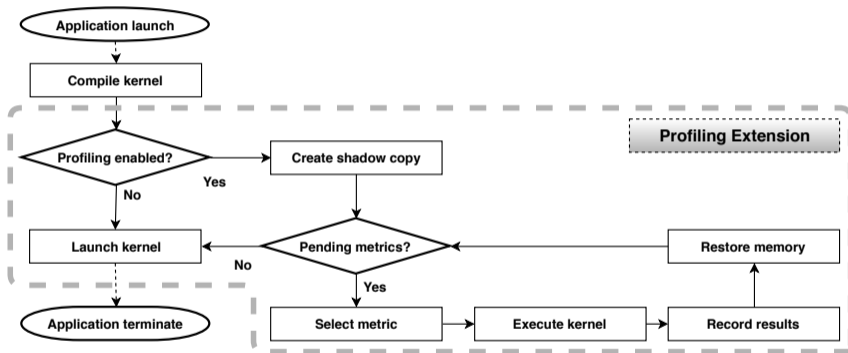 Application launch
Compile kernel
Profiling Extension
Profiling enabled?
Create shadow copy
Yes
No
Launch kernel
Pending metrics?
Restore memory
No
Yes
Application terminate
Select metric
Execute kernel
Record results